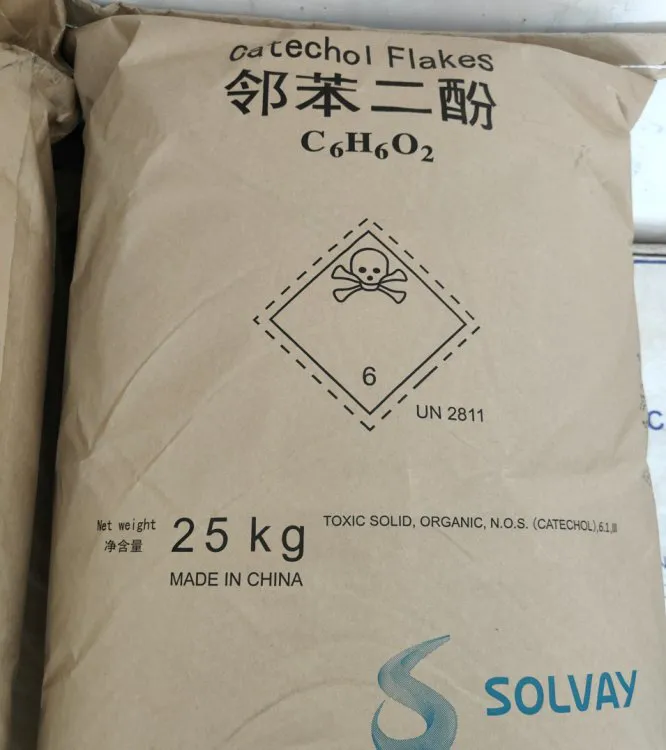 Catechol Flakes
邻苯二酚
C₆H₆O₂
6
UN 2811
Net weight
净含量
25 kg
TOXIC SOLID, ORGANIC, N.O.S. (CATECHOL),6.1,III
MADE IN CHINA
SOLVAY
C